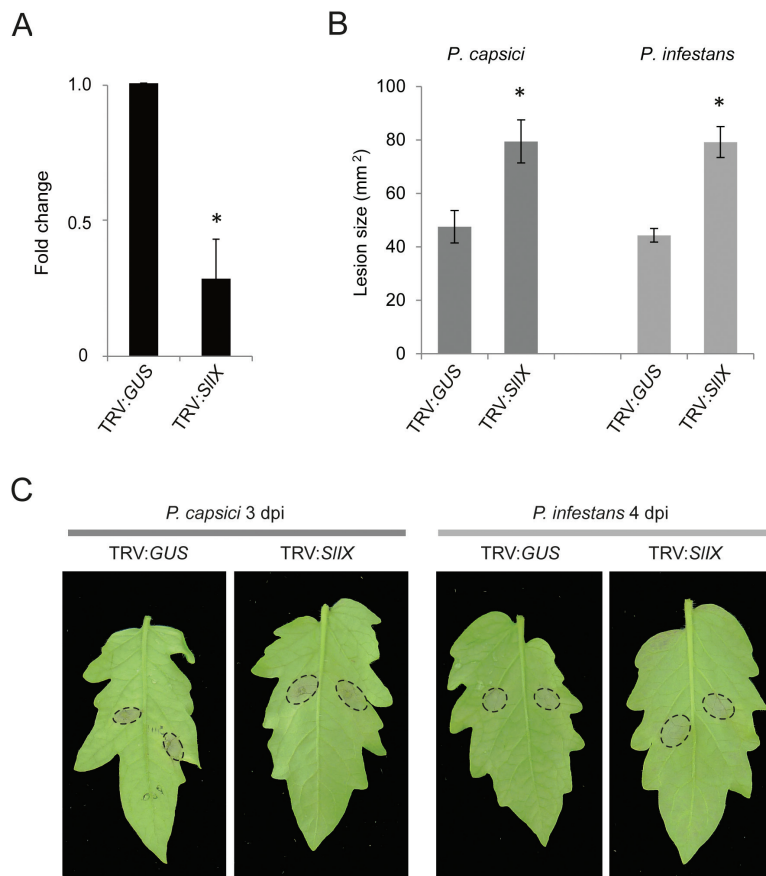 A
Fold change
1.0
0.5
0
*
TRV:GUS
TRV:SlIX
B
P. capsici
P. infestans
Lesion size (mm²)
100
80
60
40
20
0
*
*
TRV:GUS
TRV:SlIX
TRV:GUS
TRV:SlIX
C
P. capsici 3 dpi
P. infestans 4 dpi
TRV:GUS
TRV:SlIX
TRV:GUS
TRV:SlIX